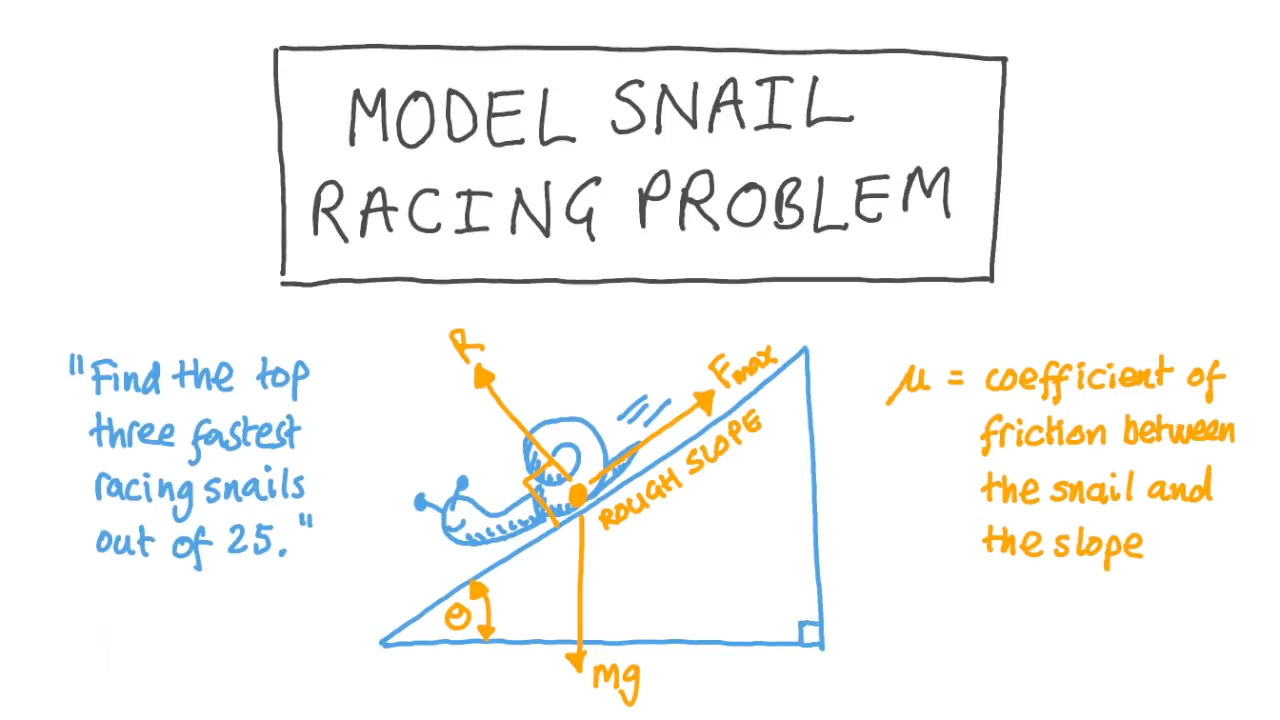 MODEL SNAIL
RACING PROBLEM
"Find the top
three fastest
racing snails
out of 25."
R
Fmax
ROUGH SLOPE
θ
mg
μ = coefficient of
friction between
the snail and
the slope